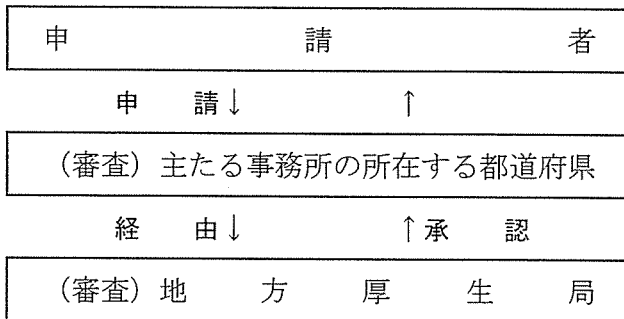 申請者
申請↓ ↑
（審査）主たる事務所の所在する都道府県
経由↓ ↑承認
（審査）地方厚生局